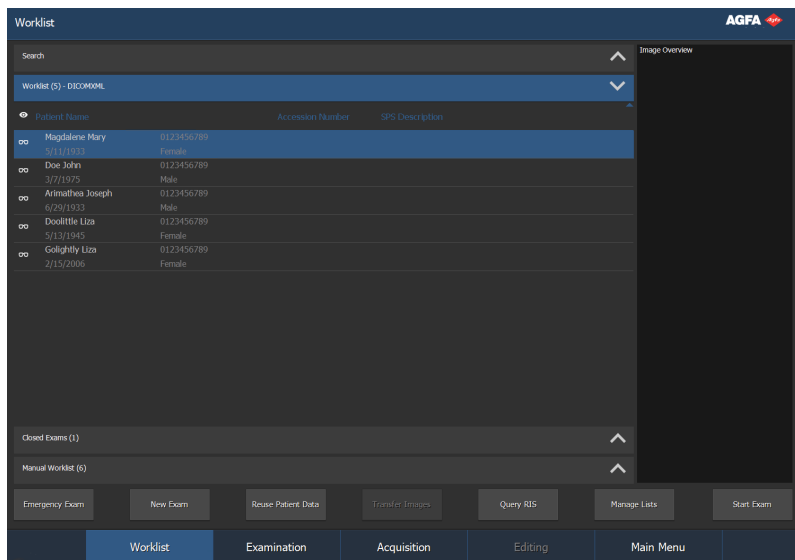 Worklist
AGFA
Search
Image Overview
Worklist (5) - DICOMXML
Patient Name Accession Number SPS Description
Magdalene Mary 0123456789
5/11/1933 Female
Doe John 0123456789
3/7/1975 Male
Arimathea Joseph 0123456789
6/29/1933 Male
Doolittle Liza 0123456789
5/13/1945 Female
Golightly Liza 0123456789
2/15/2006 Female
Closed Exams (1)
Manual Worklist (6)
Emergency Exam New Exam Reuse Patient Data Transfer Images Query RIS Manage Lists Start Exam
Worklist Examination Acquisition Editing Main Menu